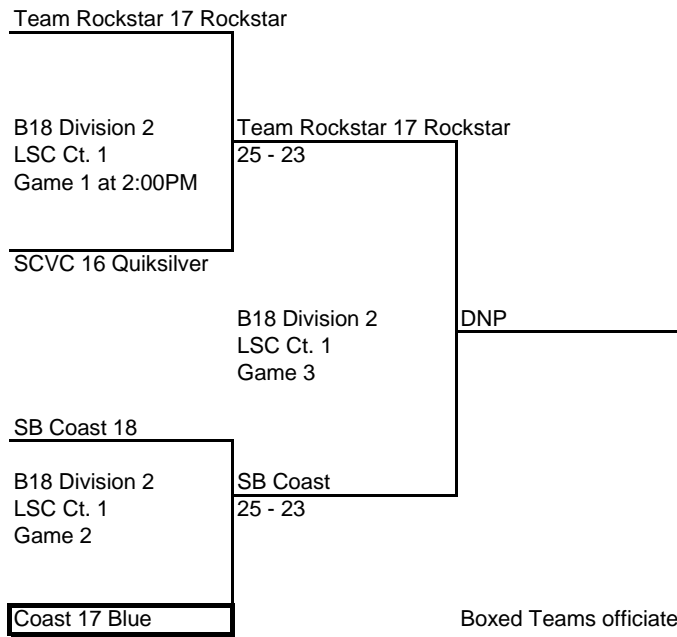 Team Rockstar 17 Rockstar
B18 Division 2
LSC Ct. 1
Game 1 at 2:00PM
Team Rockstar 17 Rockstar
25 - 23
SCVC 16 Quiksilver
B18 Division 2
LSC Ct. 1
Game 3
DNP
SB Coast 18
B18 Division 2
LSC Ct. 1
Game 2
SB Coast
25 - 23
Coast 17 Blue
Boxed Teams officiate